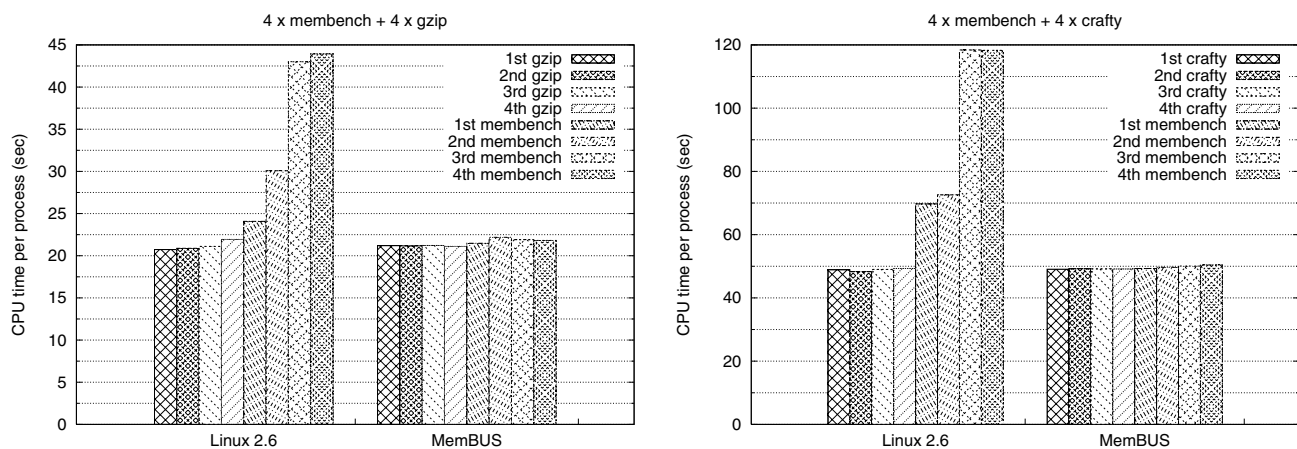 4 x membench + 4 x gzip
CPU time per process (sec)
45
40
35
30
25
20
15
10
5
0
1st gzip
2nd gzip
3rd gzip
4th gzip
1st membench
2nd membench
3rd membench
4th membench
Linux 2.6
MemBUS
4 x membench + 4 x crafty
CPU time per process (sec)
120
100
80
60
40
20
0
1st crafty
2nd crafty
3rd crafty
4th crafty
1st membench
2nd membench
3rd membench
4th membench
Linux 2.6
MemBUS